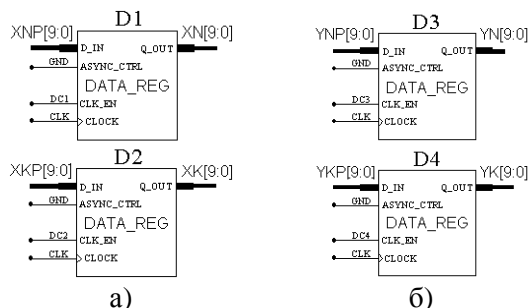 D1
XNP[9:0] XN[9:0]
D_IN Q_OUT
GND ASYNC_CTRL
DATA_REG
DC1 CLK_EN
CLK CLOCK
D2
XKP[9:0] XK[9:0]
D_IN Q_OUT
GND ASYNC_CTRL
DATA_REG
DC2 CLK_EN
CLK CLOCK
а)
D3
YNP[9:0] YN[9:0]
D_IN Q_OUT
GND ASYNC_CTRL
DATA_REG
DC3 CLK_EN
CLK CLOCK
D4
YKP[9:0] YK[9:0]
D_IN Q_OUT
GND ASYNC_CTRL
DATA_REG
DC4 CLK_EN
CLK CLOCK
б)